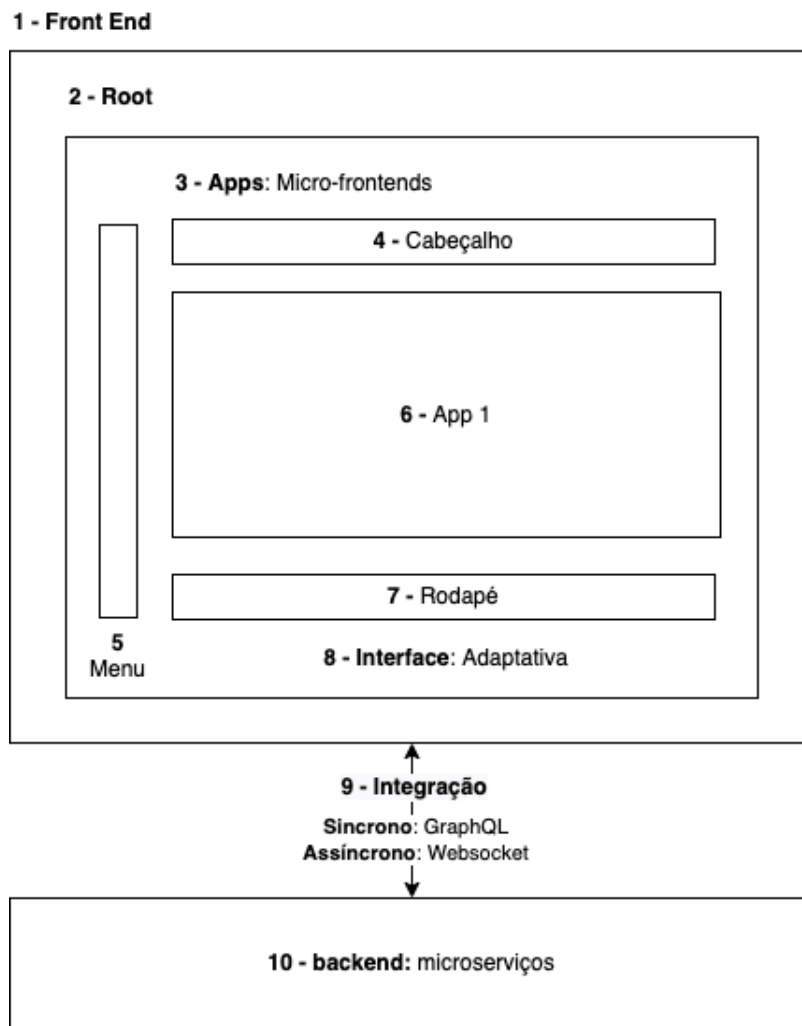 1 - Front End
2 - Root
3 - Apps: Micro-frontends
4 - Cabeçalho
6 - App 1
7 - Rodapé
5
Menu
8 - Interface: Adaptativa
9 - Integração
Sincrono: GraphQL
Assíncrono: Websocket
10 - backend: microserviços